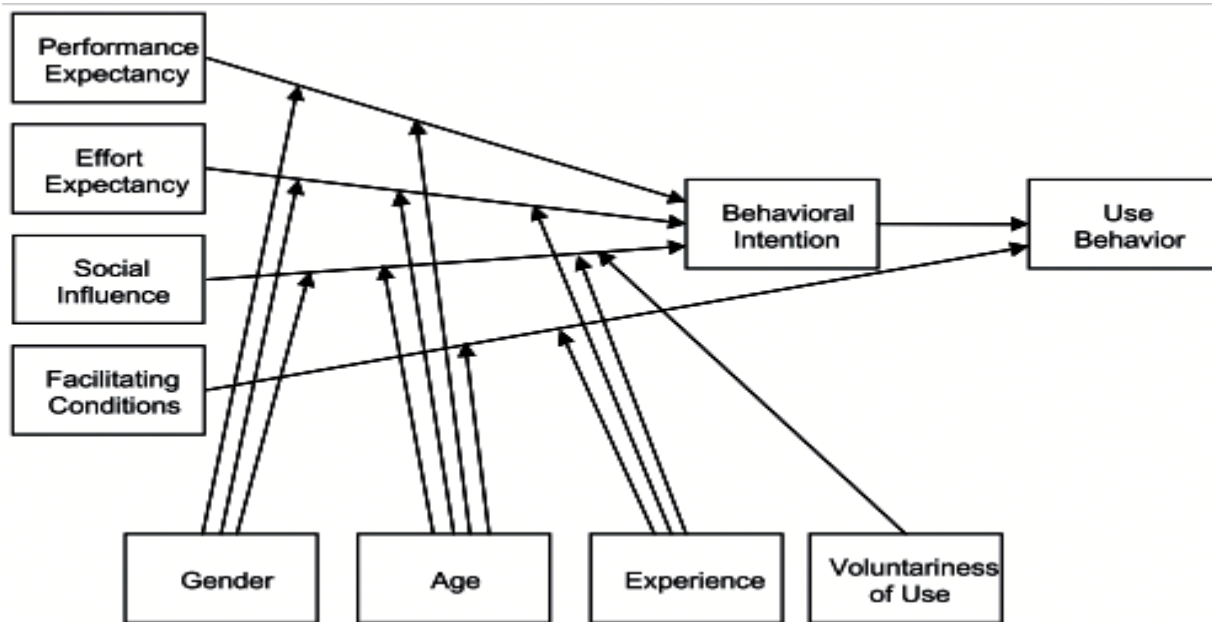 Performance
Expectancy
Effort
Expectancy
Social
Influence
Facilitating
Conditions
Behavioral
Intention
Use
Behavior
Gender
Age
Experience
Voluntariness
of Use